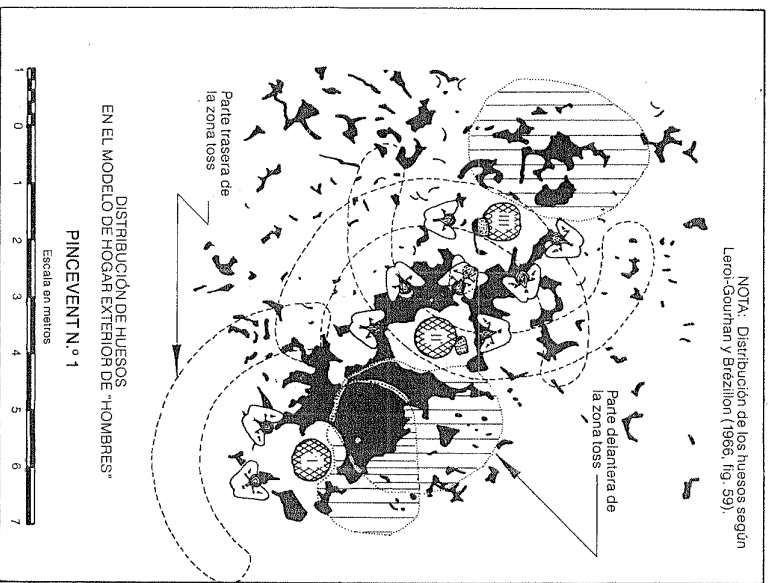 NOTA: Distribución de los huesos según
Leroi-Gourhan y Brézillon (1966, fig. 59).
Parte delantera de
la zona toss
III
II
I
Parte trasera de
la zona toss
DISTRIBUCIÓN DE HUESOS
EN EL MODELO DE HOGAR EXTERIOR DE "HOMBRES"
PINCEVENT N.º 1
Escala en metros
1 0 1 2 3 4 5 6 7